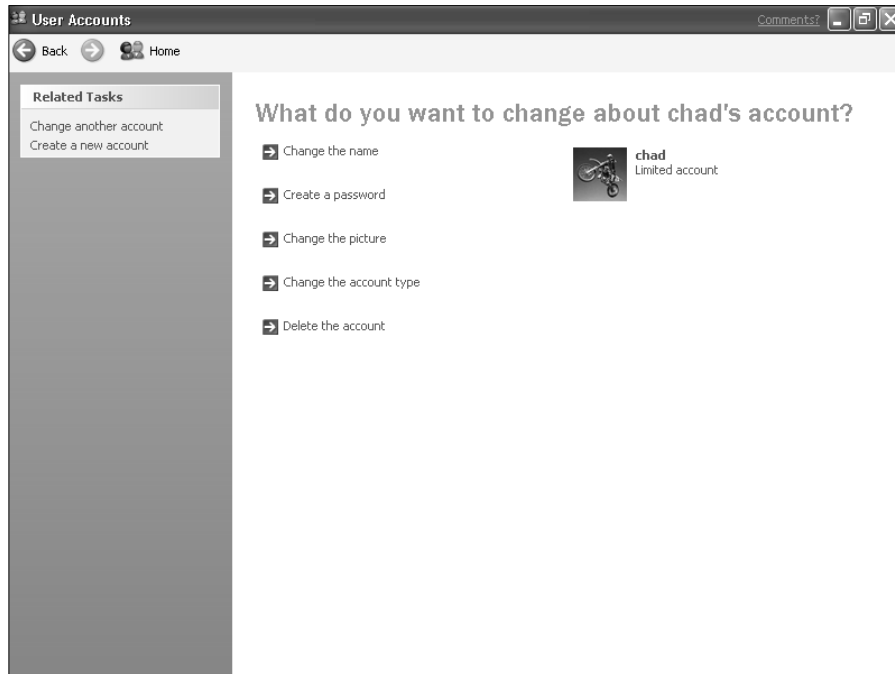 User Accounts
Comments?
Back
Home
Related Tasks
Change another account
Create a new account
What do you want to change about chad's account?
Change the name
Create a password
Change the picture
Change the account type
Delete the account
chad
Limited account